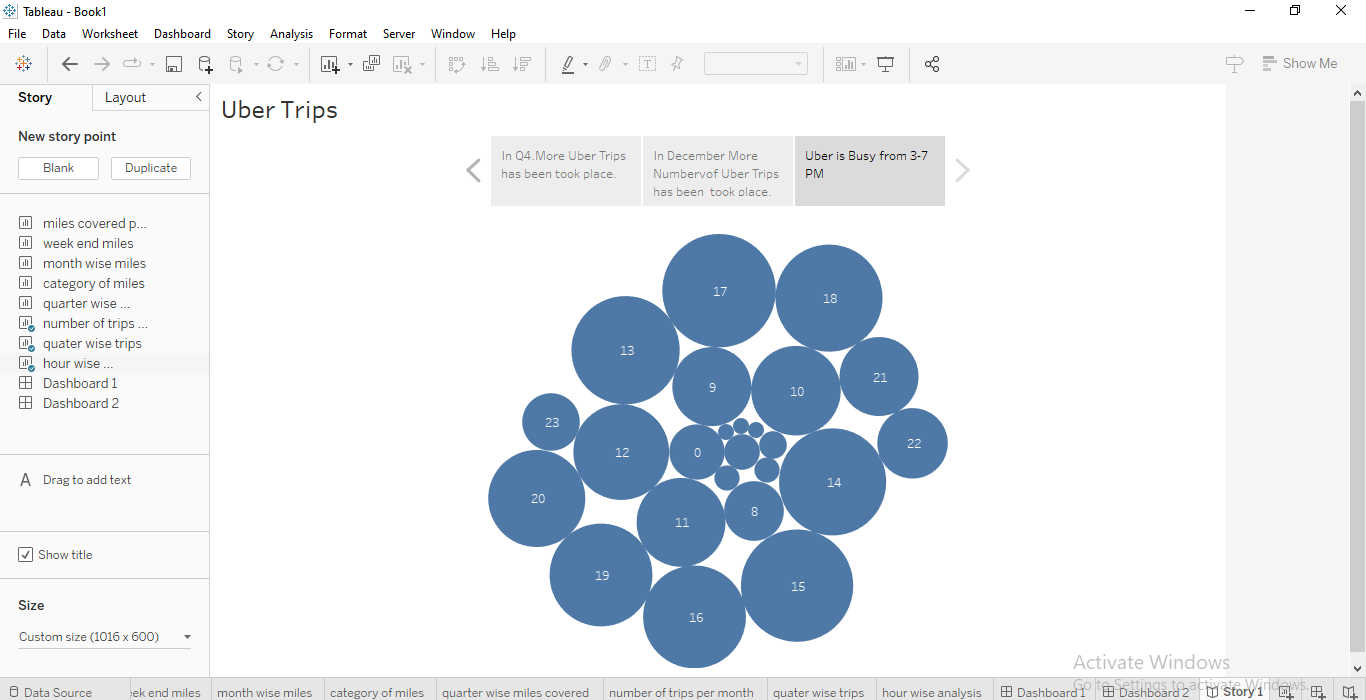 Tableau - Book1
File Data Worksheet Dashboard Story Analysis Format Server Window Help
Show Me
Story Layout
New story point
Blank Duplicate
miles covered p...
week end miles
month wise miles
category of miles
quarter wise ...
number of trips ...
quater wise trips
hour wise ...
Dashboard 1
Dashboard 2
A Drag to add text
Show title
Size
Custom size (1016 x 600)
Uber Trips
In Q4.More Uber Trips
has been took place.
In December More
Numbervof Uber Trips
has been took place.
Uber is Busy from 3-7
PM
17
18
13
9
10
21
23
12
0
22
14
20
11
8
19
15
16
Activate Windows
Go to Settings to activate Windows.
Data Source ek end miles month wise miles category of miles quarter wise miles covered number of trips per month quater wise trips hour wise analysis Dashboard 1 Dashboard 2 Story 1